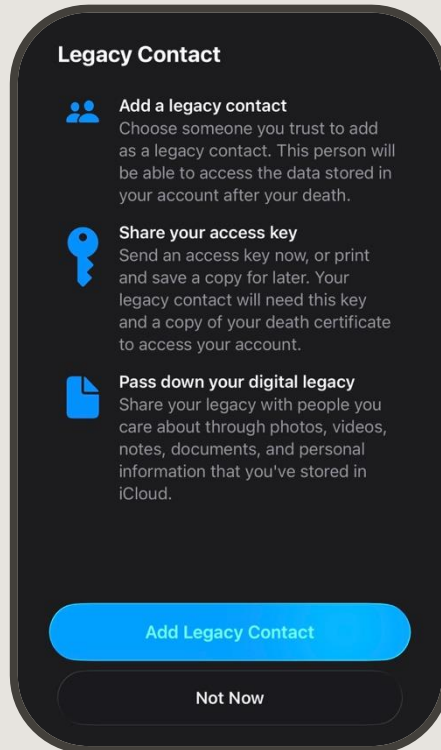 Legacy Contact
Add a legacy contact
Choose someone you trust to add
as a legacy contact. This person will
be able to access the data stored in
your account after your death.
Share your access key
Send an access key now, or print
and save a copy for later. Your
legacy contact will need this key
and a copy of your death certificate
to access your account.
Pass down your digital legacy
Share your legacy with people you
care about through photos, videos,
notes, documents, and personal
information that you've stored in
iCloud.
Add Legacy Contact
Not Now